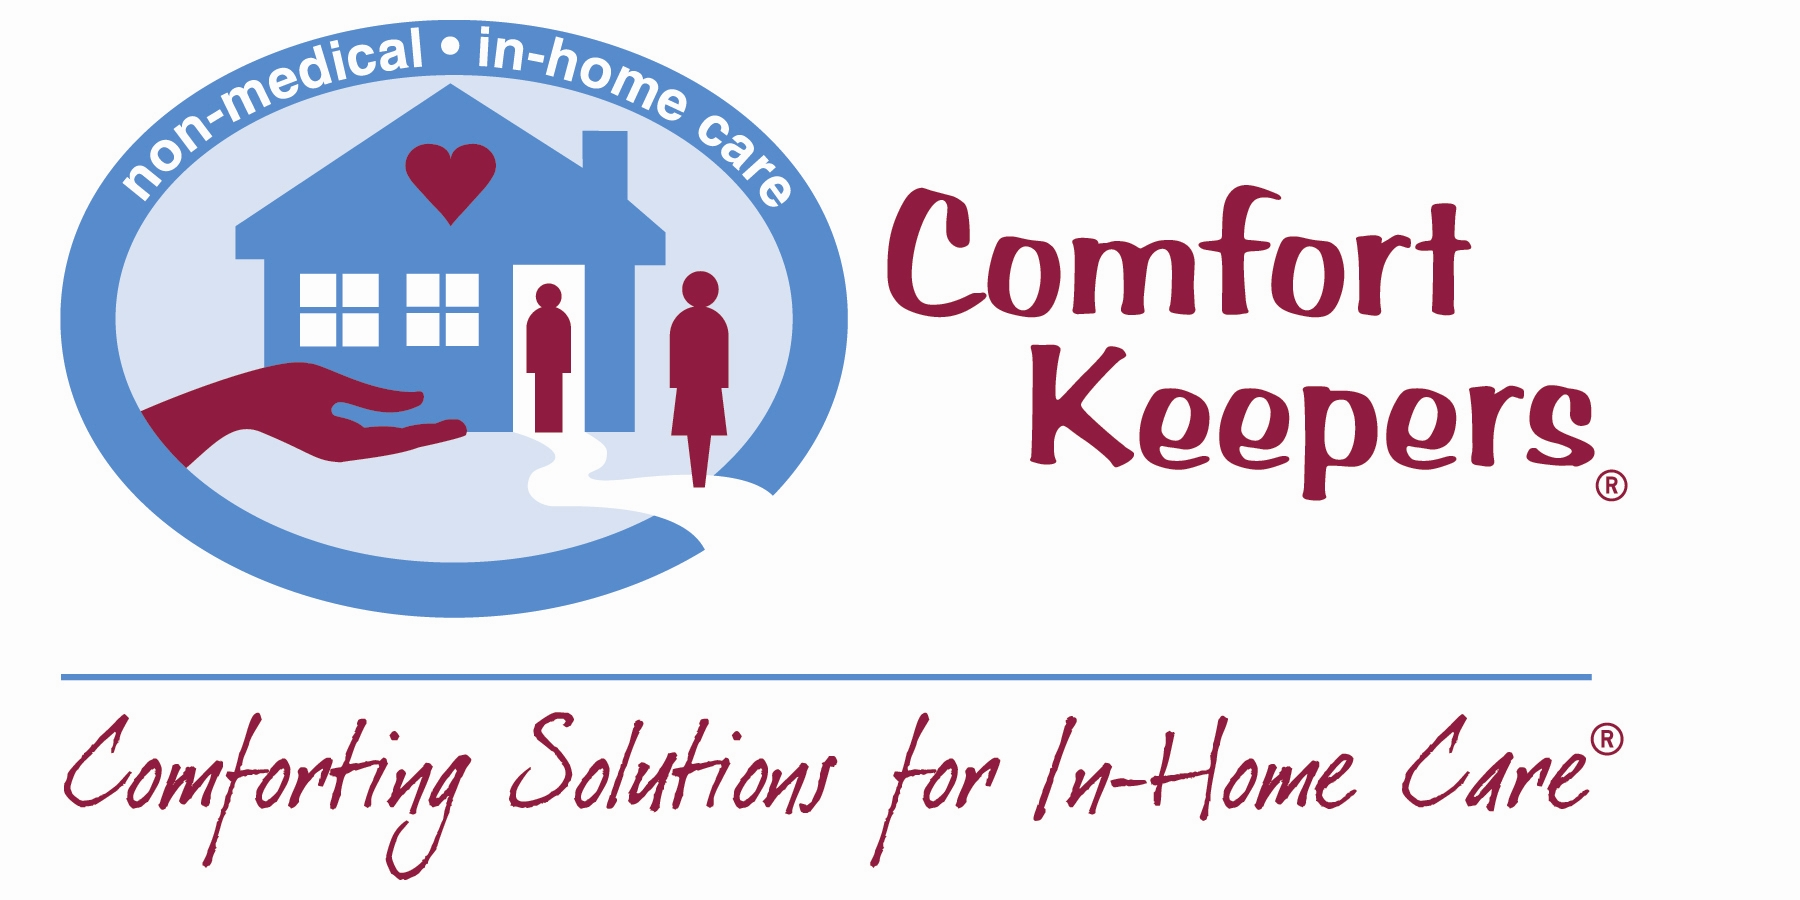 non-medical • in-home care
Comfort
Keepers®
Comforting Solutions for In-Home Care®